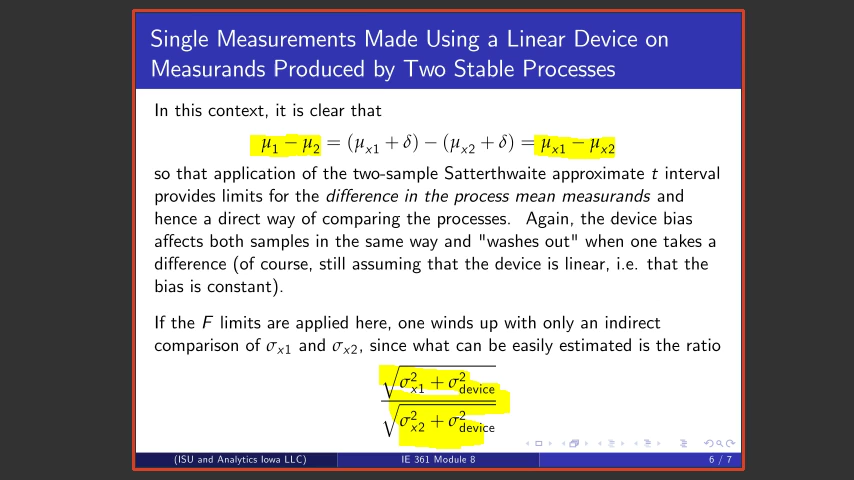 Single Measurements Made Using a Linear Device on
Measurands Produced by Two Stable Processes
In this context, it is clear that
μ₁ − μ₂ = (μₓ₁ + δ) − (μₓ₂ + δ) = μₓ₁ − μₓ₂
so that application of the two-sample Satterthwaite approximate t interval
provides limits for the difference in the process mean measurands and
hence a direct way of comparing the processes. Again, the device bias
affects both samples in the same way and "washes out" when one takes a
difference (of course, still assuming that the device is linear, i.e. that the
bias is constant).
If the F limits are applied here, one winds up with only an indirect
comparison of σₓ₁ and σₓ₂, since what can be easily estimated is the ratio
√(σ²ₓ₁ + σ²device)
√(σ²ₓ₂ + σ²device)
(ISU and Analytics Iowa LLC) IE 361 Module 8 6 / 7